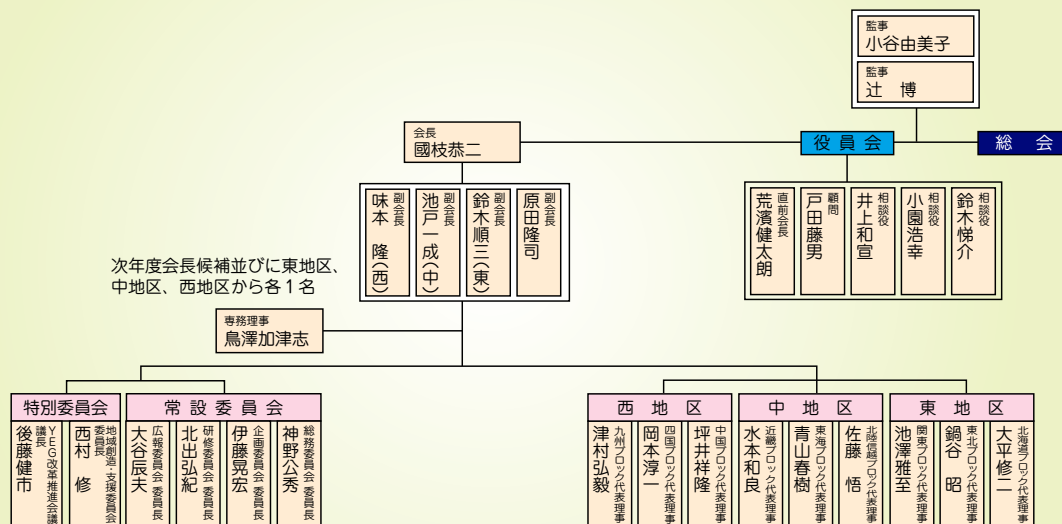 監事
小谷由美子
監事
辻　博
会長
國枝恭二
役員会
総　会
副会長
原田隆司
副会長
鈴木順三（東）
副会長
池戸一成（中）
副会長
味本　隆（西）
相談役
鈴木悌介
相談役
小園浩幸
相談役
井上和宣
顧問
戸田藤男
直前会長
荒濱健太朗
次年度会長候補並びに東地区、
中地区、西地区から各１名
専務理事
鳥澤加津志
特別委員会
地域創造・支援委員会
委員長
西村　修
ＹＥＧ改革推進会議
議長
後藤健市
常設委員会
総務委員会 委員長
神野公秀
企画委員会 委員長
伊藤晃宏
研修委員会 委員長
北出弘紀
広報委員会 委員長
大谷辰夫
西地区
中国ブロック代表理事
坪井祥隆
四国ブロック代表理事
岡本淳一
九州ブロック代表理事
津村弘毅
中地区
北陸信越ブロック代表理事
佐藤　悟
東海ブロック代表理事
青山春樹
近畿ブロック代表理事
水本和良
東地区
北海道ブロック代表理事
大平修二
東北ブロック代表理事
鍋谷　昭
関東ブロック代表理事
池澤雅至